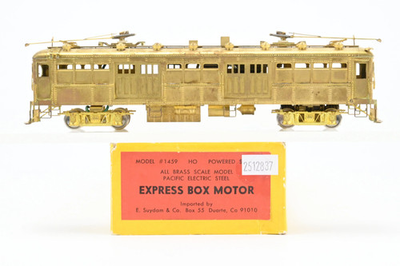 MODEL #1459 HO POWERED
2512837
ALL BRASS SCALE MODEL
PACIFIC ELECTRIC STEEL
EXPRESS BOX MOTOR
Imported by
E. Suydam & Co. Box 55 Duarte, Ca 91010